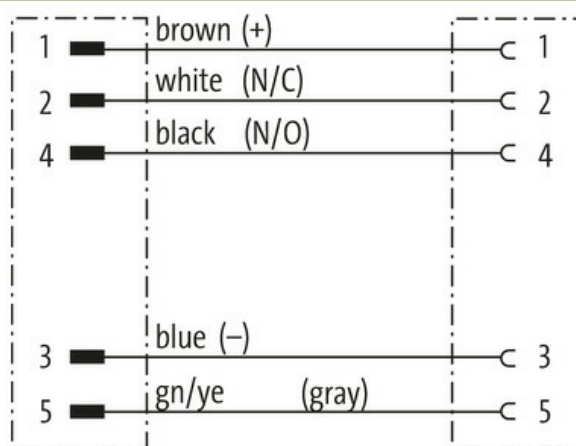 1 brown (+) 1
2 white (N/C) 2
4 black (N/O) 4
3 blue (–) 3
5 gn/ye (gray) 5